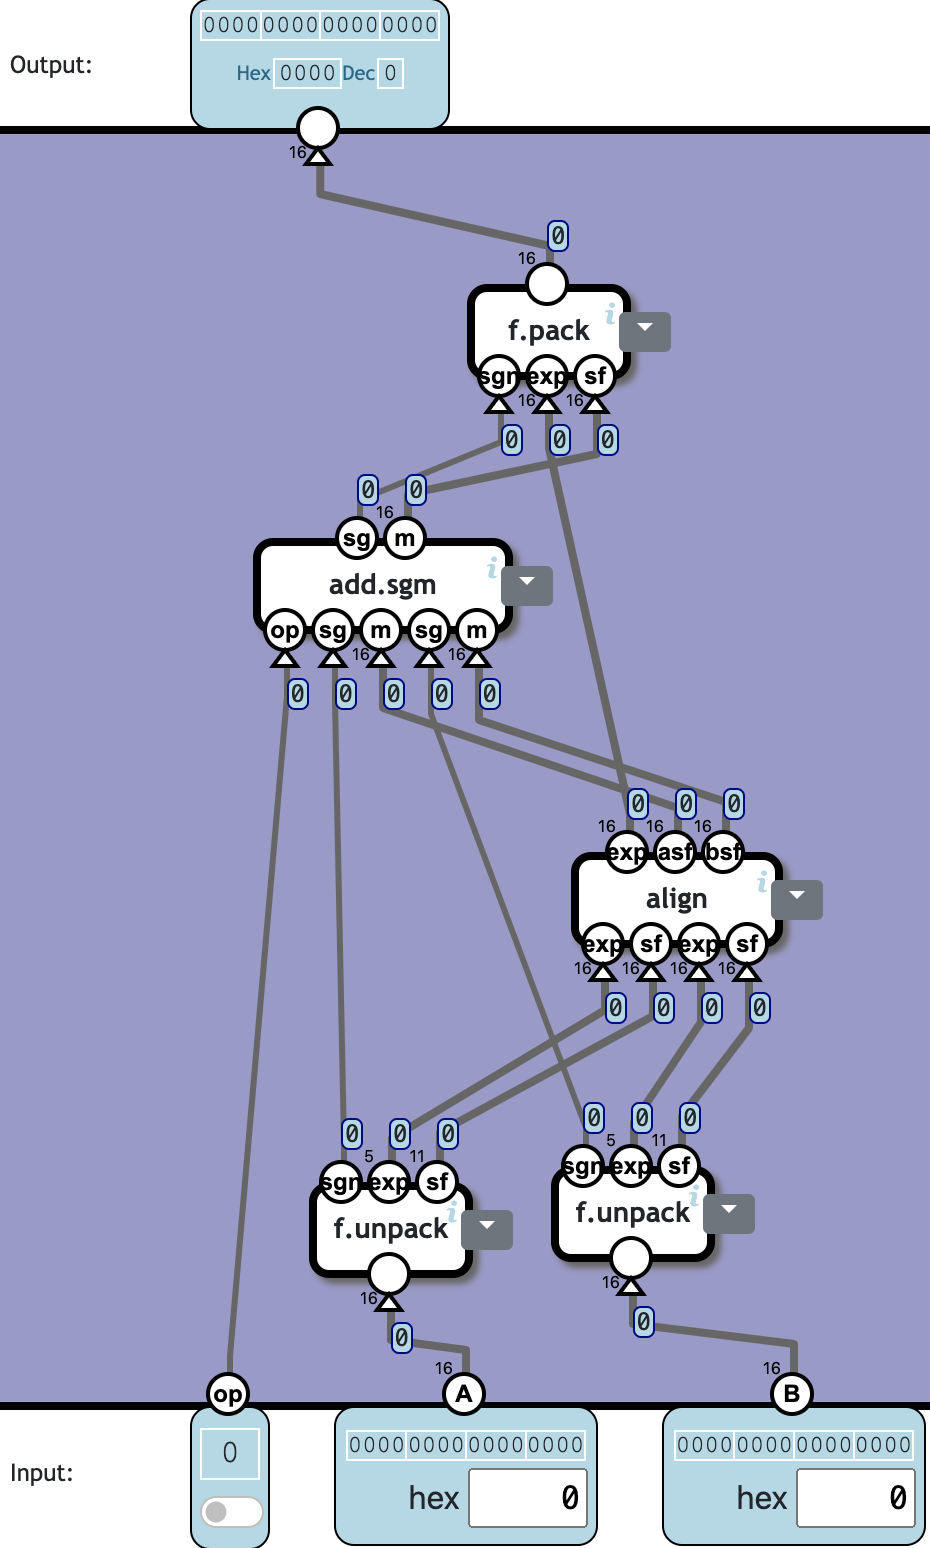 0000 0000 0000 0000
Output:
Hex 0000 Dec 0
16
0
16
i
f.pack
sgn exp sf
16 16
0 0 0
0 0
16
sg m
i
add.sgm
op sg m sg m
16 16
0 0 0 0 0
0 0 0
16 16 16
exp asf bsf
i
align
exp sf exp sf
16 16 16 16
0 0 0 0
0 0 0
5 11
sgn exp sf
i
f.unpack
16
0
0 0 0
5 11
sgn exp sf
i
f.unpack
16
0
16 16
op A B
0000 0000 0000 0000
0000 0000 0000 0000
0
Input:
hex 0
hex 0